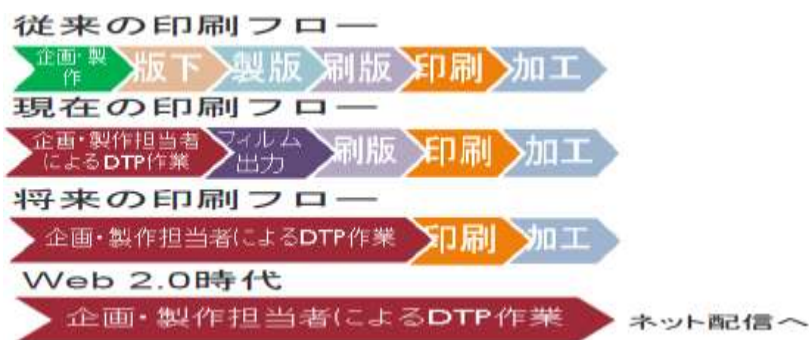 従来の印刷フロー
企画・製作
版下
製版
刷版
印刷
加工
現在の印刷フロー
企画・製作担当者
によるDTP作業
フィルム
出力
刷版
印刷
加工
将来の印刷フロー
企画・製作担当者によるDTP作業
印刷
加工
Web 2.0時代
企画・製作担当者によるDTP作業
ネット配信へ